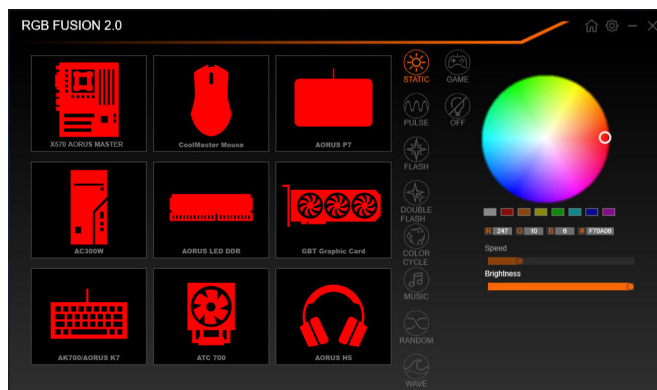 RGB FUSION 2.0
X570 AORUS MASTER
CoolMaster Mouse
AORUS P7
AC300W
AORUS LED DDR
GBT Graphic Card
AK700/AORUS K7
ATC 700
AORUS H5
STATIC
GAME
PULSE
OFF
FLASH
DOUBLE
FLASH
COLOR
CYCLE
MUSIC
RANDOM
WAVE
R 247 G 10 B 6 # F70A06
Speed
Brightness